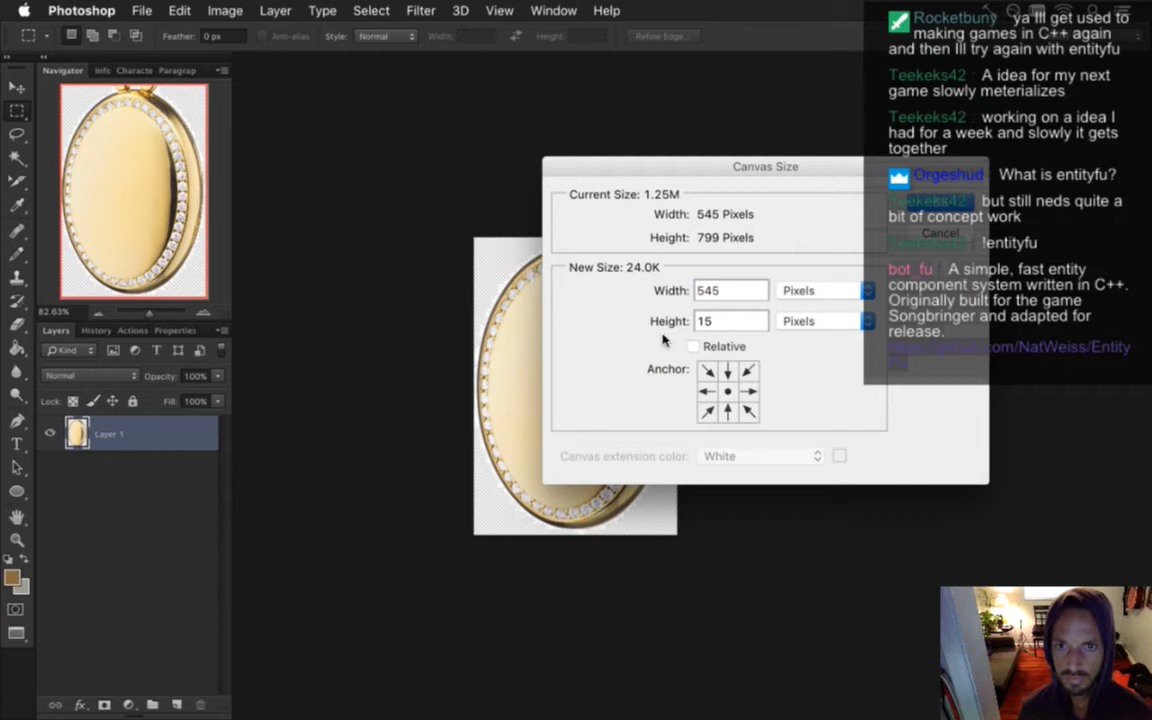 Photoshop File Edit Image Layer Type Select Filter 3D View Window Help
Feather: 0 px Anti-alias Style: Normal Width: Height: Refine Edge...
Navigator Info Characte Paragrap
82.63%
Layers History Actions Properties
Kind
Normal Opacity: 100%
Lock: Fill: 100%
Layer 1
Canvas Size
Current Size: 1.25M
Width: 545 Pixels
Height: 799 Pixels
New Size: 24.0K
Width: 545 Pixels
Height: 15 Pixels
Relative
Anchor:
Canvas extension color: White
Cancel
Rocketbuny ya Ill get used to
making games in C++ again
and then Ill try again with entityfu
Teekeks42 : A idea for my next
game slowly meterializes
Teekeks42 : working on a idea I
had for a week and slowly it gets
together
Orgeshud What is entityfu?
Teekeks42 : but still neds quite a
bit of concept work
Teekeks42 : !entityfu
bot_fu : A simple, fast entity
component system written in C++.
Originally built for the game
Songbringer and adapted for
release.